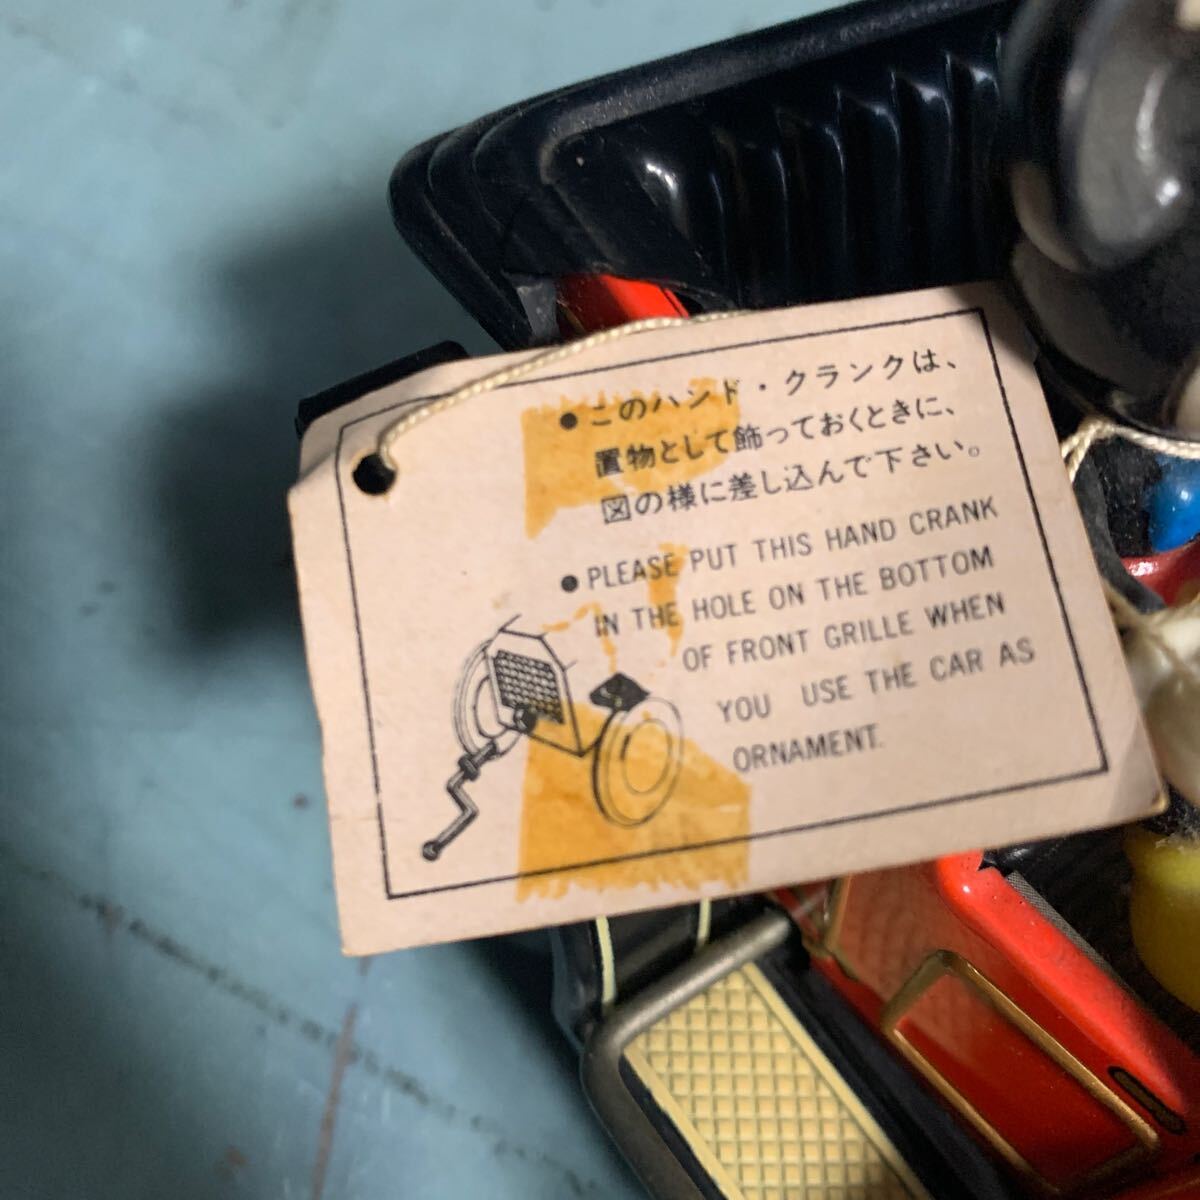 ●このハンド・クランクは、
置物として飾っておくときに、
図の様に差し込んで下さい。
●PLEASE PUT THIS HAND CRANK
IN THE HOLE ON THE BOTTOM
OF FRONT GRILLE WHEN
YOU USE THE CAR AS
ORNAMENT.